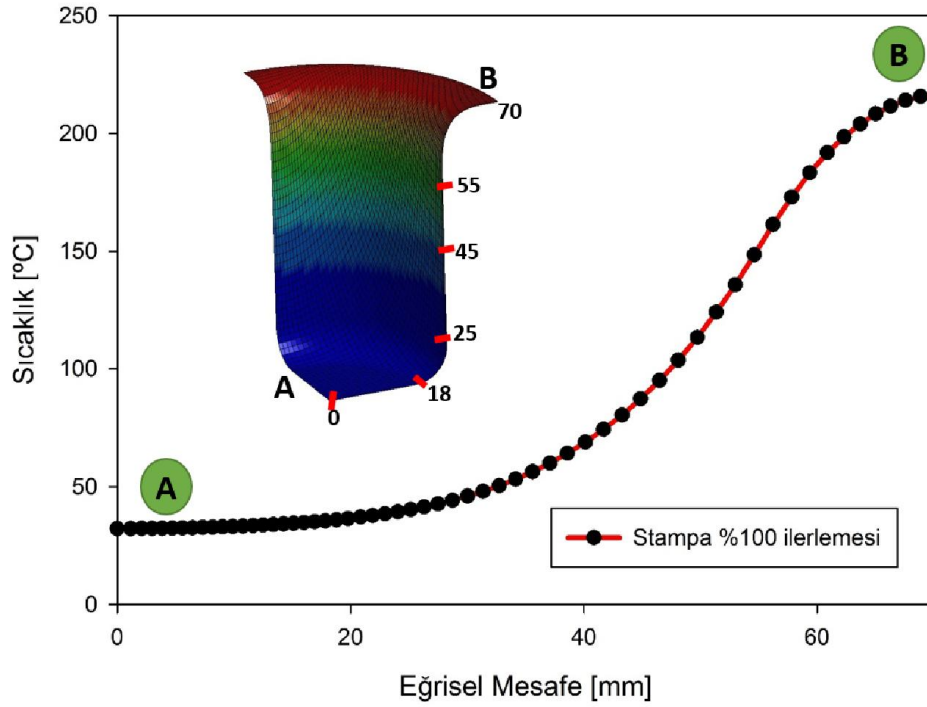 250
200
150
100
50
0
Sıcaklık [ºC]
B
70
55
45
25
18
0
A
A
B
Stampa %100 ilerlemesi
0
20
40
60
Eğrisel Mesafe [mm]